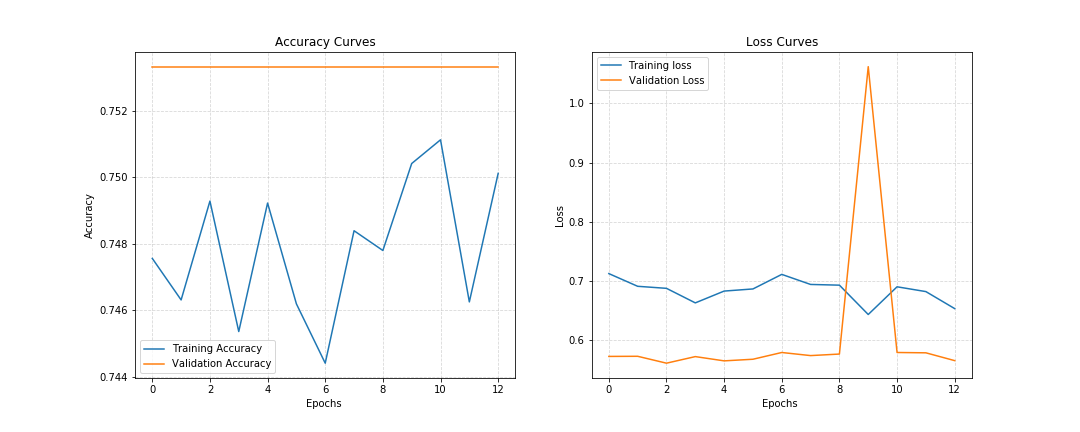 Accuracy Curves
Accuracy
0.752
0.750
0.748
0.746
0.744
Training Accuracy
Validation Accuracy
0 2 4 6 8 10 12
Epochs
Loss Curves
Loss
Training loss
Validation Loss
1.0
0.9
0.8
0.7
0.6
0 2 4 6 8 10 12
Epochs